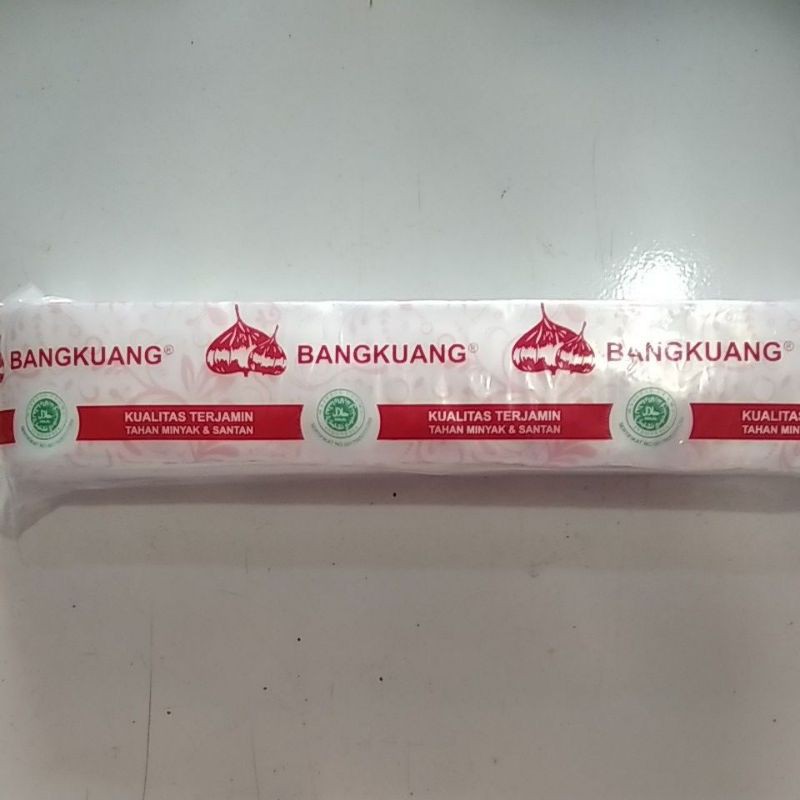 BANGKUANG®
BANGKUANG®
BANGKUANG®
KUALITAS TERJAMIN
TAHAN MINYAK & SANTAN
KUALITAS TERJAMIN
TAHAN MINYAK & SANTAN
KUALITAS
TAHAN MIN